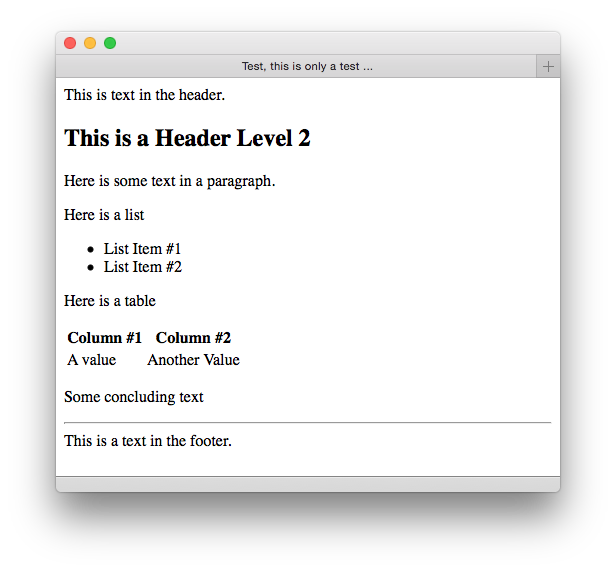 Test, this is only a test ...
This is text in the header.
This is a Header Level 2
Here is some text in a paragraph.
Here is a list
• List Item #1
• List Item #2
Here is a table
Column #1 Column #2
A value Another Value
Some concluding text
This is a text in the footer.